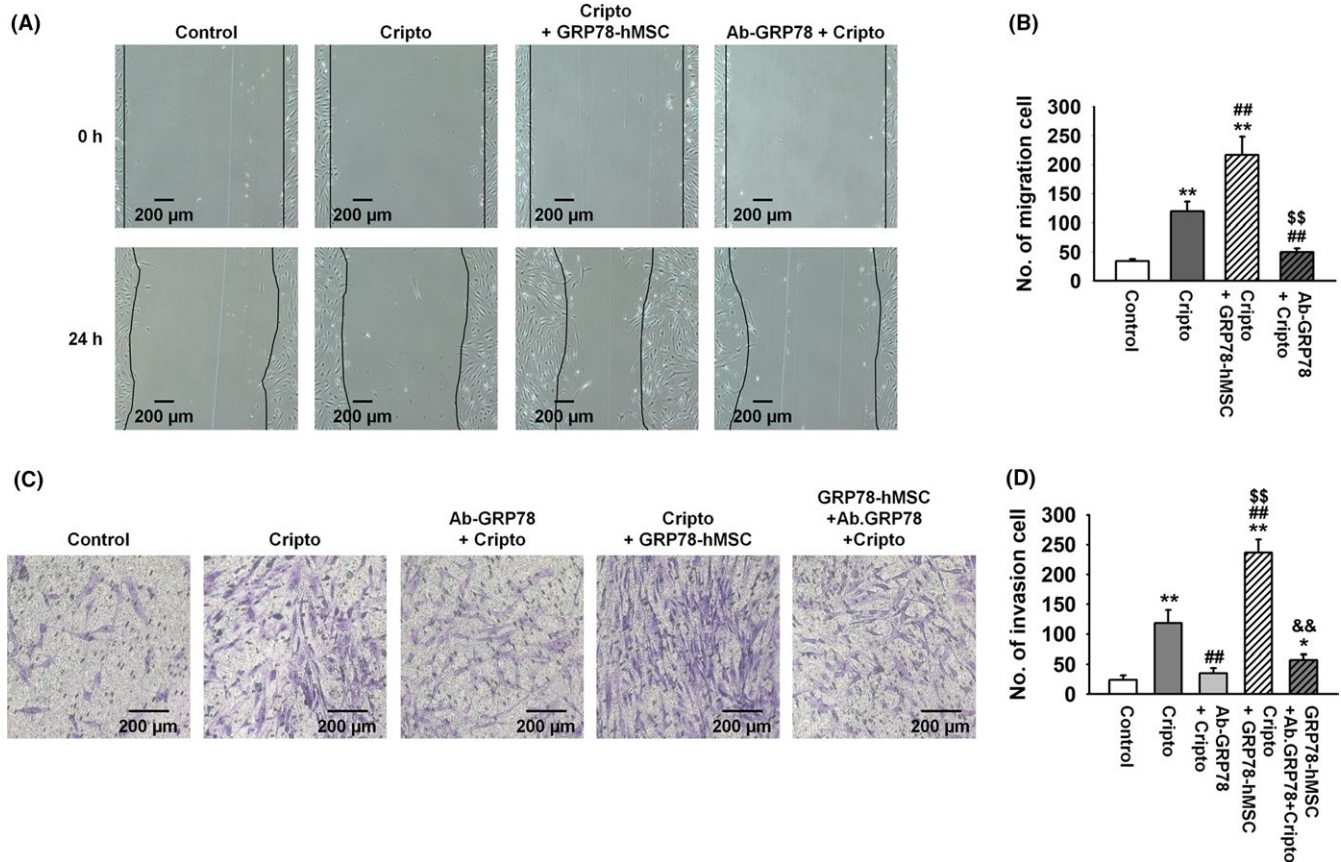 (A)
Control
Cripto
Cripto
+ GRP78-hMSC
Ab-GRP78 + Cripto
0 h
200 µm
200 µm
200 µm
200 µm
24 h
200 µm
200 µm
200 µm
200 µm
(B)
No. of migration cell
300
250
200
150
100
50
0
**
##
**
$$
##
Control
Cripto
Cripto
+ GRP78-hMSC
Ab-GRP78
+ Cripto
(C)
Control
Cripto
Ab-GRP78
+ Cripto
Cripto
+ GRP78-hMSC
GRP78-hMSC
+Ab.GRP78
+Cripto
200 µm
200 µm
200 µm
200 µm
200 µm
(D)
No. of invasion cell
300
250
200
150
100
50
0
**
##
$$
##
**
&&
*
Control
Cripto
Ab-GRP78
+ Cripto
Cripto
+ GRP78-hMSC
GRP78-hMSC
+Ab.GRP78+Cripto